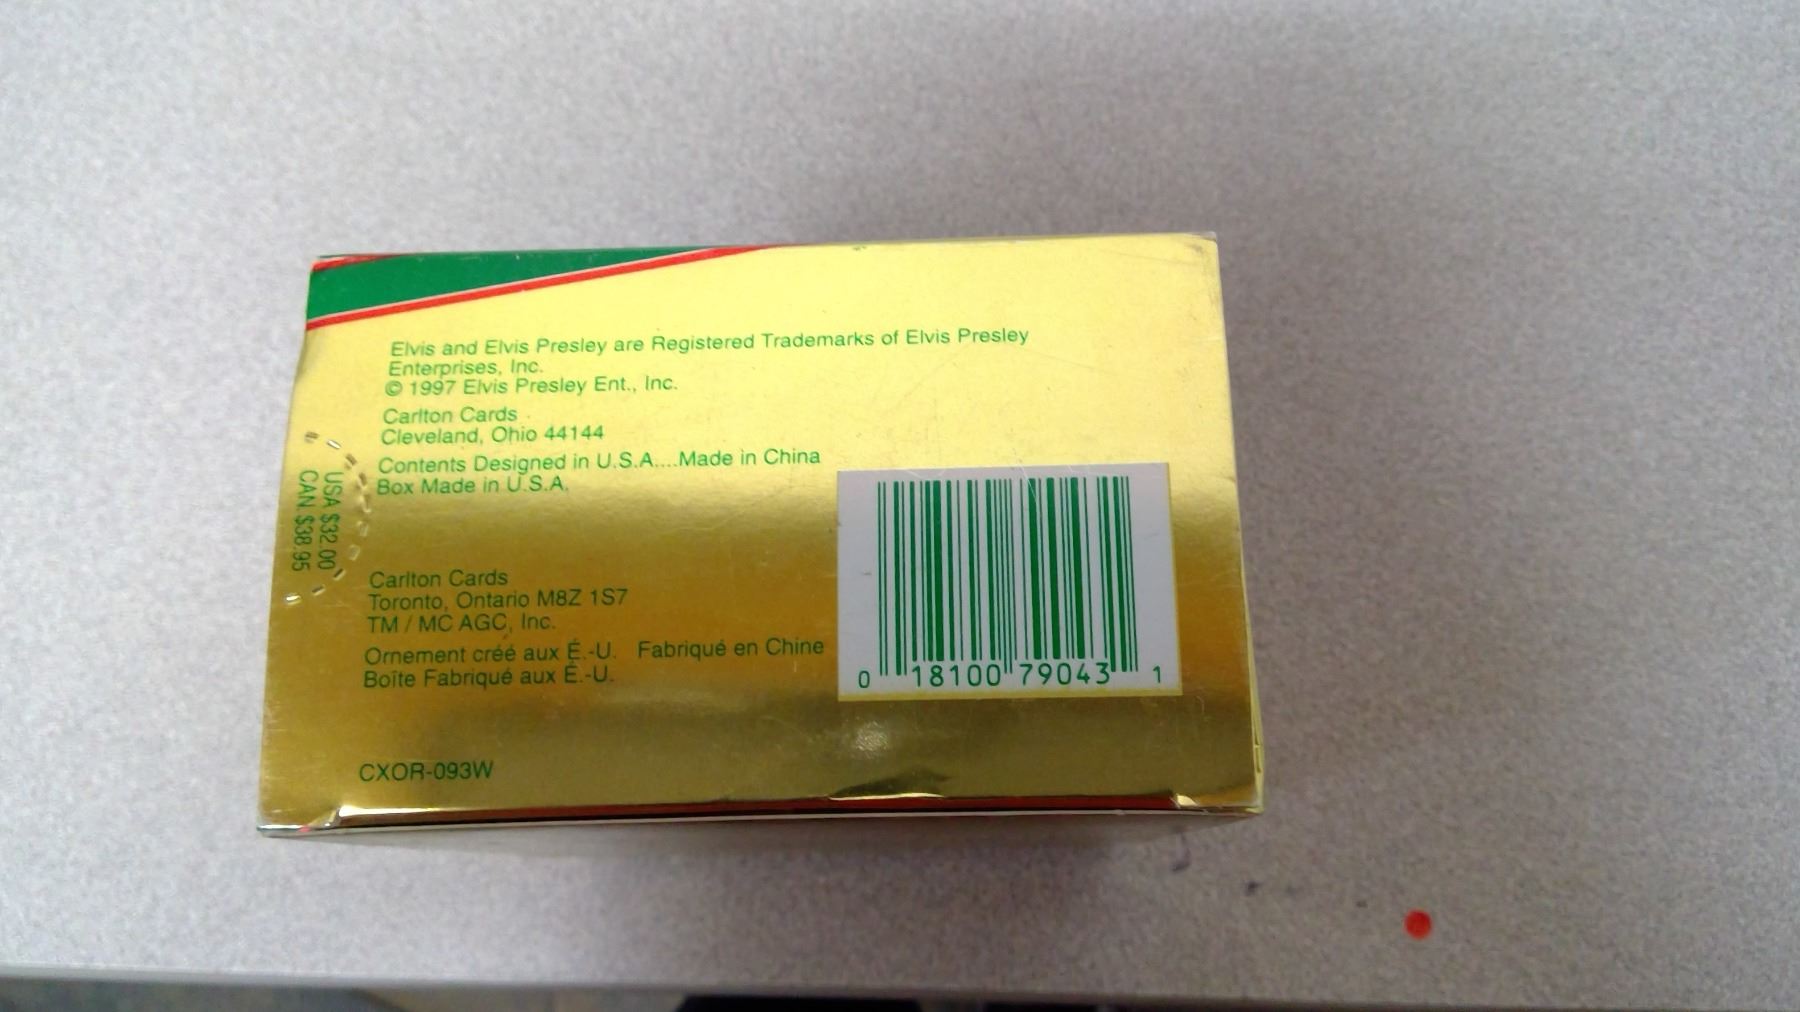 Elvis and Elvis Presley are Registered Trademarks of Elvis Presley
Enterprises, Inc.
© 1997 Elvis Presley Ent., Inc.
Carlton Cards
Cleveland, Ohio 44144
Contents Designed in U.S.A....Made in China
Box Made in U.S.A.
USA $32.00
CAN. $38.95
Carlton Cards
Toronto, Ontario M8Z 1S7
TM / MC AGC, Inc.
Ornement créé aux É.-U. Fabriqué en Chine
Boîte Fabriqué aux É.-U.
0 18100 79043 1
CXOR-093W